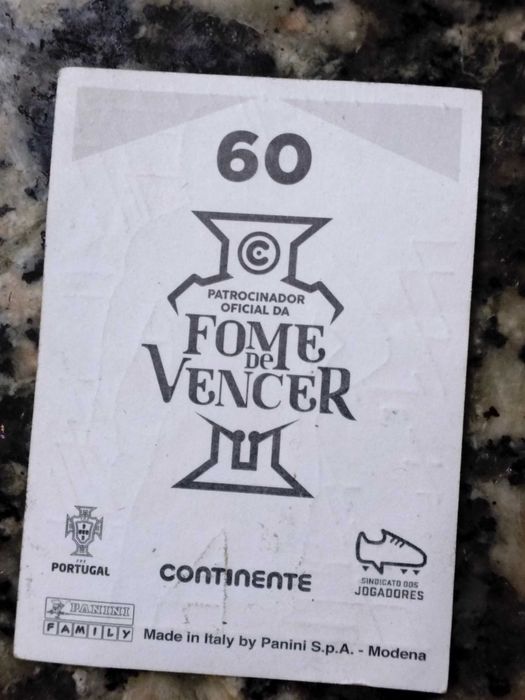 60
PATROCINADOR
OFICIAL DA
FOME
DE
VENCER
FPF
PORTUGAL
CONTINENTE
SINDICATO DOS
JOGADORES
PANINI
FAMILY
Made in Italy by Panini S.p.A. - Modena